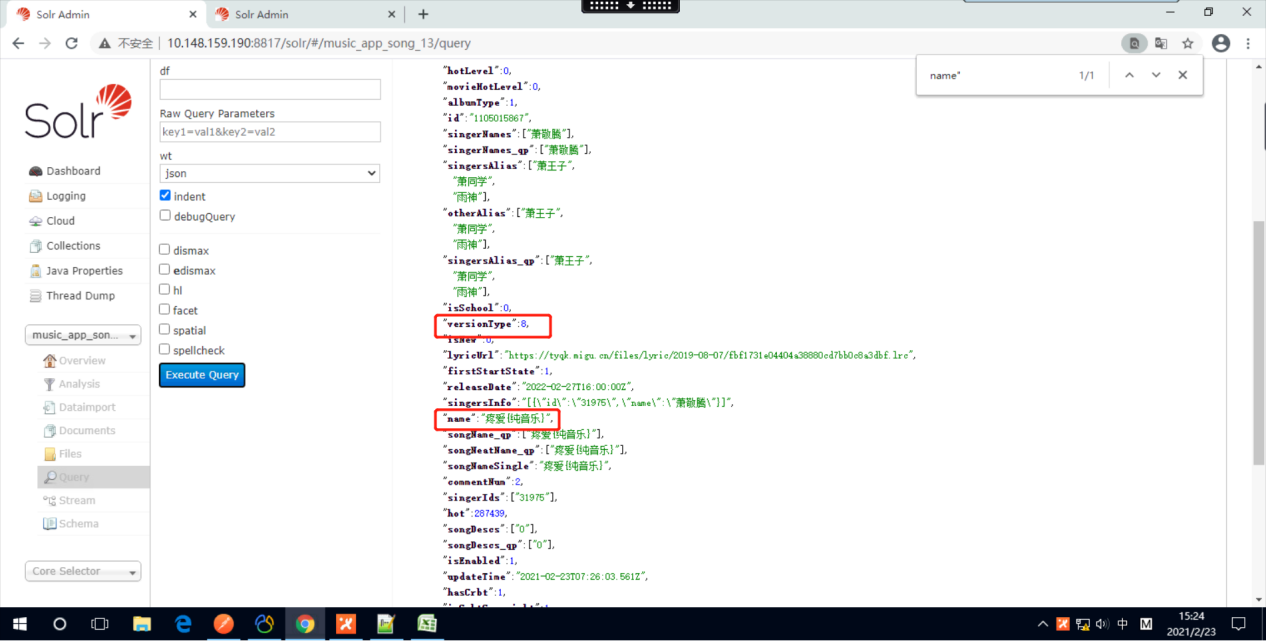 Solr Admin
Solr Admin
不安全
10.148.159.190:8817/solr/#/music_app_song_13/query
name"
1/1
Solr
Dashboard
Logging
Cloud
Collections
Java Properties
Thread Dump
music_app_son...
Overview
Analysis
Dataimport
Documents
Files
Query
Stream
Schema
Core Selector
df
Raw Query Parameters
key1=val1&key2=val2
wt
json
indent
debugQuery
dismax
edismax
hl
facet
spatial
spellcheck
Execute Query
"hotLevel":0,
"movieHotLevel":0,
"albumType":1,
"id":"1105015867",
"singerNames":["萧敬腾"],
"singerNames_qp":["萧敬腾"],
"singersAlias":["萧王子",
"萧同学",
"雨神"],
"otherAlias":["萧王子",
"萧同学",
"雨神"],
"singersAlias_qp":["萧王子",
"萧同学",
"雨神"],
"isSchool":0,
"versionType":8,
"isNew":0,
"lyricUrl":"https://tyqk.migu.cn/files/lyric/2019-08-07/fbf1731e04404a38880cd7bb0c8a3dbf.lrc",
"firstStartState":1,
"releaseDate":"2022-02-27T16:00:00Z",
"singersInfo":"[{\"id\":\"31975\",\"name\":\"萧敬腾\"}]",
"name":"疼爱{纯音乐}",
"songName_qp":["疼爱{纯音乐}"],
"songNeatName_qp":["疼爱{纯音乐}"],
"songNameSingle":"疼爱{纯音乐}",
"commentNum":2,
"singerIds":["31975"],
"hot":287439,
"songDescs":["0"],
"songDescs_qp":["0"],
"isEnabled":1,
"updateTime":"2021-02-23T07:26:03.561Z",
"hasCrbt":1,
中
M
15:24
2021/2/23